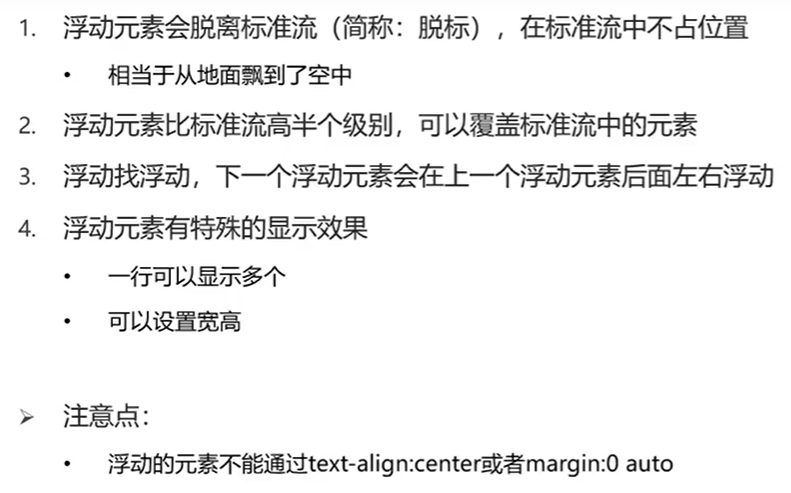 1. 浮动元素会脱离标准流（简称：脱标），在标准流中不占位置
• 相当于从地面飘到了空中
2. 浮动元素比标准流高半个级别，可以覆盖标准流中的元素
3. 浮动找浮动，下一个浮动元素会在上一个浮动元素后面左右浮动
4. 浮动元素有特殊的显示效果
• 一行可以显示多个
• 可以设置宽高
➢ 注意点：
• 浮动的元素不能通过text-align:center或者margin:0 auto